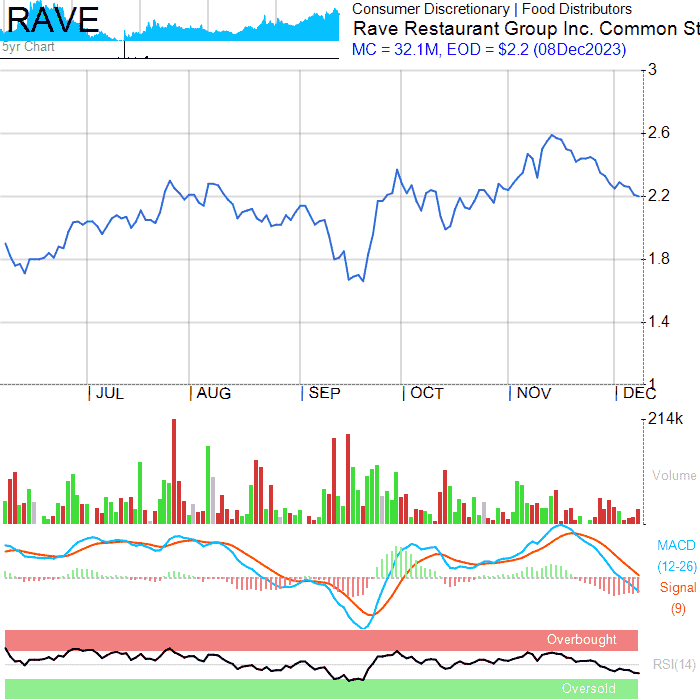 RAVE
5yr Chart
Consumer Discretionary | Food Distributors
Rave Restaurant Group Inc. Common St
MC = 32.1M, EOD = $2.2 (08Dec2023)
3
2.6
2.2
1.8
1.4
1
JUL AUG SEP OCT NOV DEC
214k
Volume
MACD
(12-26)
Signal
(9)
Overbought
RSI(14)
Oversold